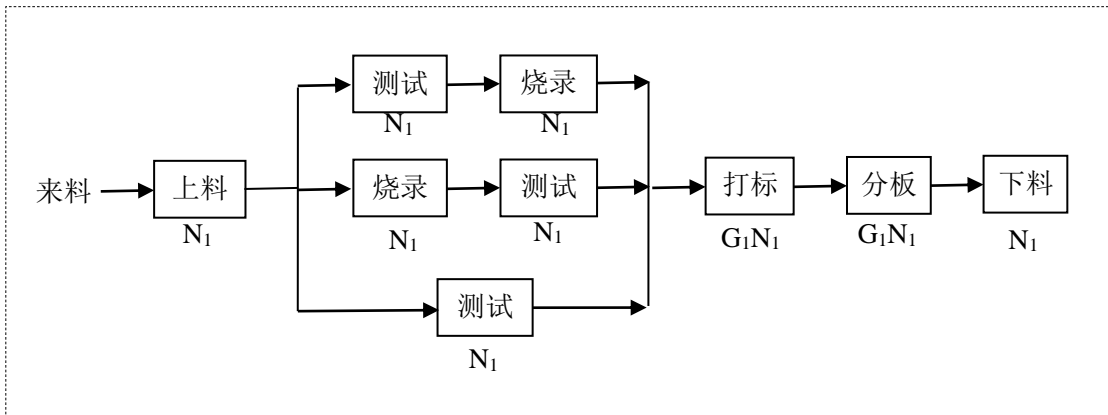 测试 烧录
N₁ N₁
来料 上料 烧录 测试 打标 分板 下料
N₁ N₁ N₁ G₁N₁ G₁N₁ N₁
测试
N₁